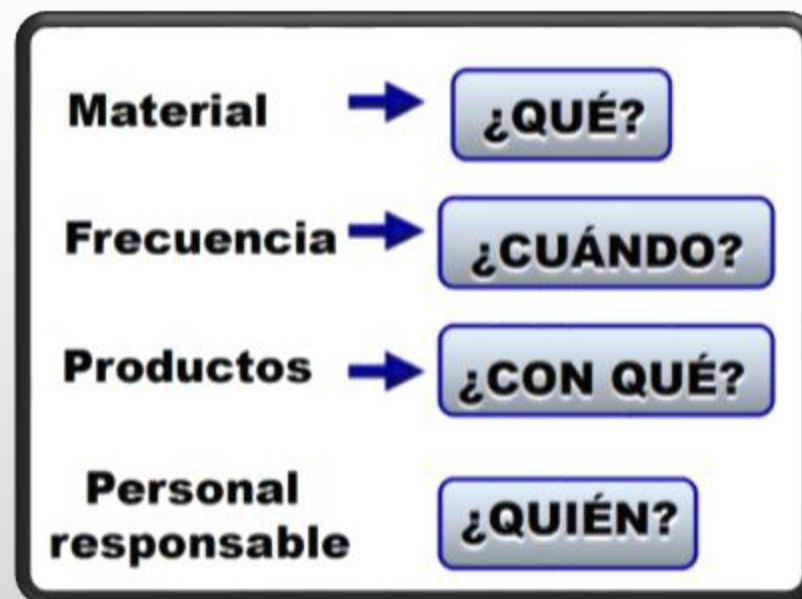 Material ¿QUÉ?
Frecuencia ¿CUÁNDO?
Productos ¿CON QUÉ?
Personal
responsable ¿QUIÉN?